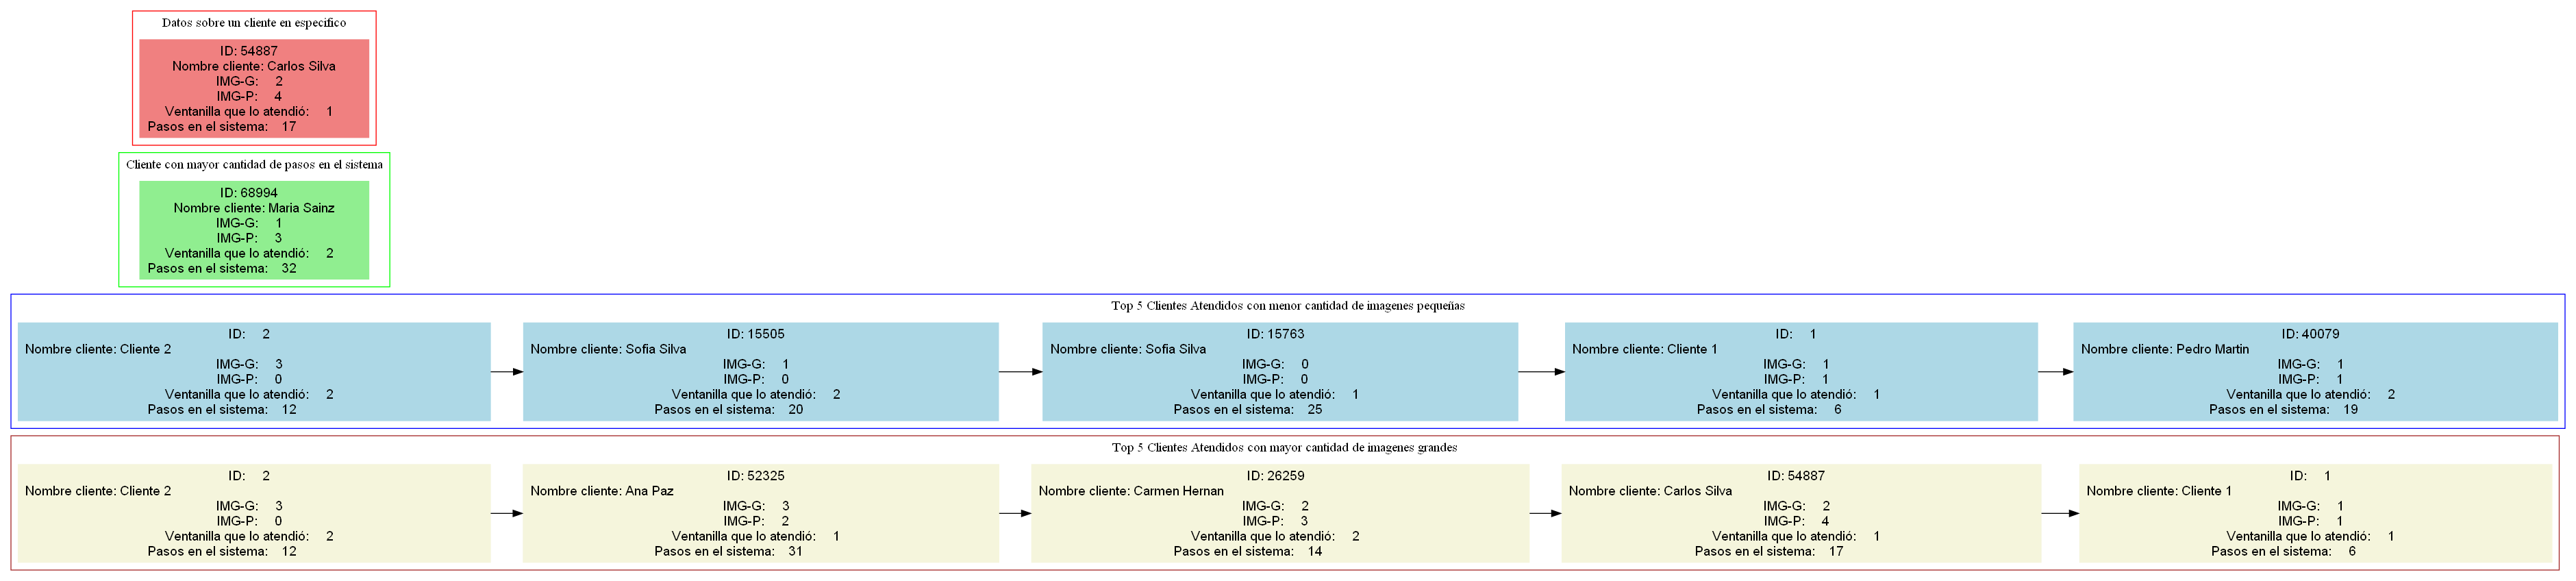 Datos sobre un cliente en especifico
ID: 54887
Nombre cliente: Carlos Silva
IMG-G: 2
IMG-P: 4
Ventanilla que lo atendió: 1
Pasos en el sistema: 17
Cliente con mayor cantidad de pasos en el sistema
ID: 68994
Nombre cliente: Maria Sainz
IMG-G: 1
IMG-P: 3
Ventanilla que lo atendió: 2
Pasos en el sistema: 32
Top 5 Clientes Atendidos con menor cantidad de imagenes pequeñas
ID: 2
Nombre cliente: Cliente 2
IMG-G: 3
IMG-P: 0
Ventanilla que lo atendió: 2
Pasos en el sistema: 12
ID: 15505
Nombre cliente: Sofia Silva
IMG-G: 1
IMG-P: 0
Ventanilla que lo atendió: 2
Pasos en el sistema: 20
ID: 15763
Nombre cliente: Sofia Silva
IMG-G: 0
IMG-P: 0
Ventanilla que lo atendió: 1
Pasos en el sistema: 25
ID: 1
Nombre cliente: Cliente 1
IMG-G: 1
IMG-P: 1
Ventanilla que lo atendió: 1
Pasos en el sistema: 6
ID: 40079
Nombre cliente: Pedro Martin
IMG-G: 1
IMG-P: 1
Ventanilla que lo atendió: 2
Pasos en el sistema: 19
Top 5 Clientes Atendidos con mayor cantidad de imagenes grandes
ID: 2
Nombre cliente: Cliente 2
IMG-G: 3
IMG-P: 0
Ventanilla que lo atendió: 2
Pasos en el sistema: 12
ID: 52325
Nombre cliente: Ana Paz
IMG-G: 3
IMG-P: 2
Ventanilla que lo atendió: 1
Pasos en el sistema: 31
ID: 26259
Nombre cliente: Carmen Hernan
IMG-G: 2
IMG-P: 3
Ventanilla que lo atendió: 2
Pasos en el sistema: 14
ID: 54887
Nombre cliente: Carlos Silva
IMG-G: 2
IMG-P: 4
Ventanilla que lo atendió: 1
Pasos en el sistema: 17
ID: 1
Nombre cliente: Cliente 1
IMG-G: 1
IMG-P: 1
Ventanilla que lo atendió: 1
Pasos en el sistema: 6